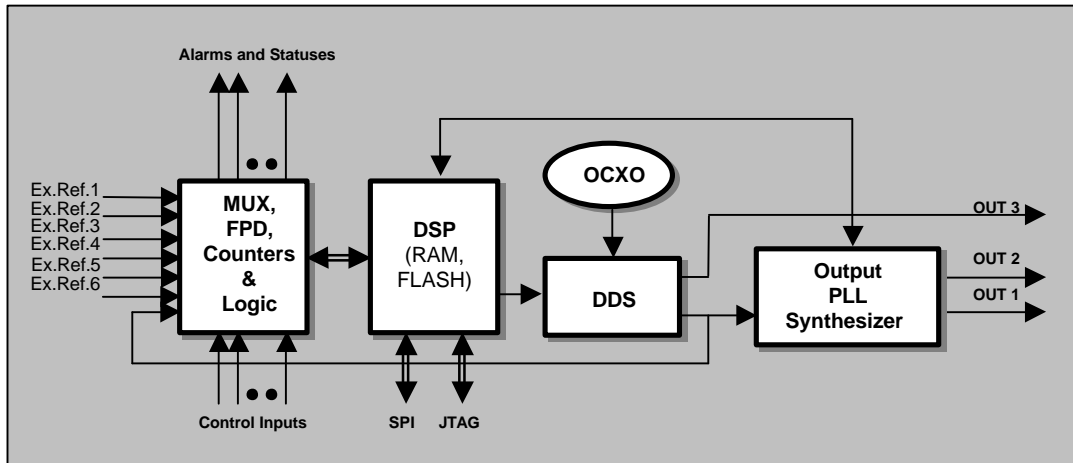 Alarms and Statuses
Ex.Ref.1
Ex.Ref.2
Ex.Ref.3
Ex.Ref.4
Ex.Ref.5
Ex.Ref.6
MUX,
FPD,
Counters
&
Logic
DSP
(RAM,
FLASH)
OCXO
DDS
Output
PLL
Synthesizer
OUT 3
OUT 2
OUT 1
Control Inputs
SPI
JTAG